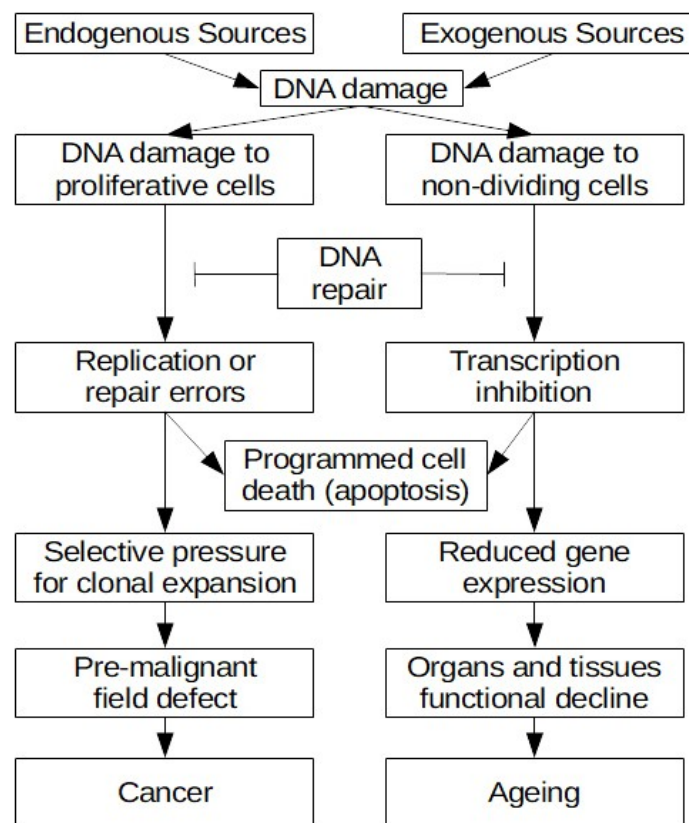 Endogenous Sources
Exogenous Sources
DNA damage
DNA damage to
proliferative cells
DNA damage to
non-dividing cells
DNA
repair
Replication or
repair errors
Transcription
inhibition
Programmed cell
death (apoptosis)
Selective pressure
for clonal expansion
Reduced gene
expression
Pre-malignant
field defect
Organs and tissues
functional decline
Cancer
Ageing